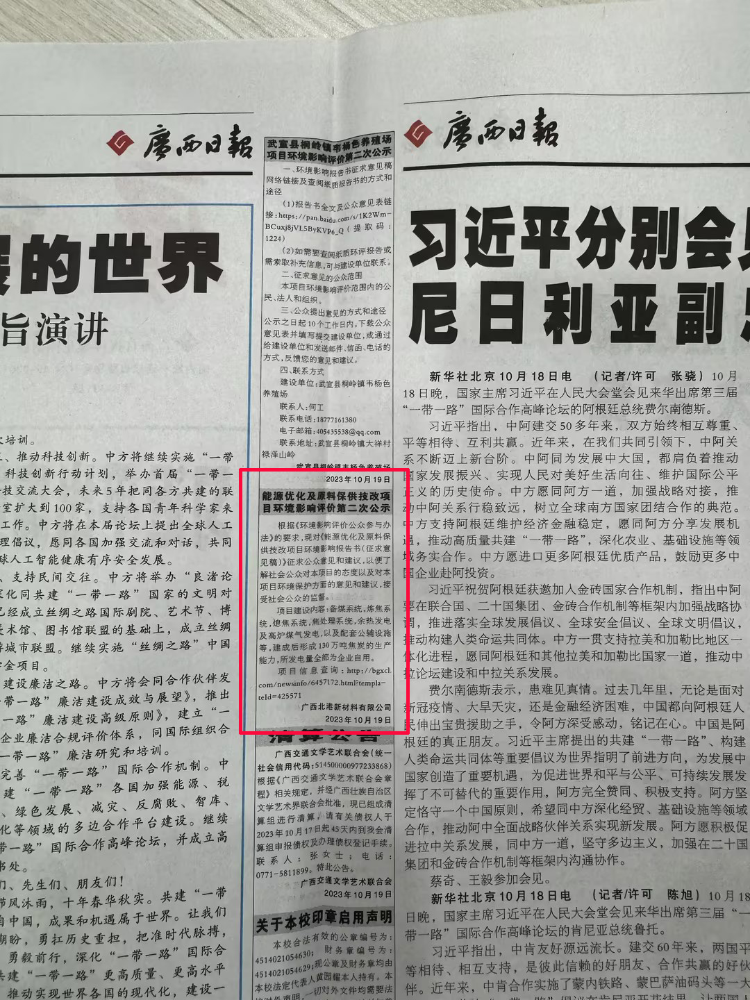 廣西日報
展的世界
旨演讲
次培训。
三、推动科技创新。中方将继续实施“一带
科技创新行动计划，举办首届“一带一
技交流大会，未来5年把同各方共建的联
室扩大到100家，支持各国青年科学家来
工作。中方将在本届论坛上提出全球人工
理倡议，愿同各国加强交流和对话，共同
球人工智能健康有序安全发展。
、支持民间交往。中方将举办“良渚论
深化同共建“一带一路”国家的文明对
已经成立丝绸之路国际剧院、艺术节、博
美术馆、图书馆联盟的基础上，成立丝绸
游城市联盟。继续实施“丝绸之路”中国
学金项目。
建设廉洁之路。中方将会同合作伙伴发
带一路”廉洁建设成效与展望》，推出
一路”廉洁建设高级原则》，建立“一
企业廉洁合规评价体系，同国际组织合
一带一路”廉洁研究和培训。
完善“一带一路”国际合作机制。中
建“一带一路”各国加强能源、税
、绿色发展、减灾、反腐败、智库、
化等领域的多边合作平台建设。继续
带一路”国际合作高峰论坛，并成立高
书处。
们、先生们、朋友们！
带风沐雨，十年春华秋实。共建“一带
自中国，成果和机遇属于世界。让我们
期盼，勇扛历史重担，把准时代脉搏，
勇毅前行，深化“一带一路”国际合
共建“一带一路”更高质量、更高水平
推动实现世界各国的现代化，建设一
武宣县桐岭镇韦杨色养殖场
项目环境影响评价第二次公示
一、环境影响报告书征求意见稿
网络链接及查阅纸质报告书的方式和
途径
(1)报告书全文及公众意见表链
接：https://pan.baidu.com/s/1K2Wm-
BCuxj8jVL5ByKVP6_Q（提取码：
1224）
(2)如需要查阅纸质环评报告或
需索取补充信息，可与建设单位联系。
二、征求意见的公众范围
本项目环境影响评价范围内的公
民、法人和组织。
三、公众提出意见的方式和途径
公示之日起10个工作日内，下载公众
意见表并填写提交建设单位，或通过
给建设单位和发送邮件、信函、电话的
方式，反馈您的意见和建议。
四、联系方式
建设单位：武宣县桐岭镇韦杨色
养殖场
联系人：何工
联系电话：18777161380
电子邮箱：405435538@qq.com
联系地址：武宣县桐岭镇大祥村
禄泽山岭
武宣县桐岭镇韦杨色养殖场
2023年10月19日
能源优化及原料保供技改项
目环境影响评价第二次公示
根据《环境影响评价公众参与办
法》的要求，现对《能源优化及原料保
供技改项目环境影响报告书（征求意
见稿）》征求公众意见和建议，以便了
解社会公众对本项目的态度以及对本
项目环境保护方面的意见和建议，接
受社会公众的监督。
项目建设内容：备煤系统，炼焦系
统，熄焦系统，焦处理系统，余热发电
及高炉煤气发电，以及配套公辅设施
等，建成后形成130万吨焦炭的生产
能力，所发电量全部为企业自用。
项目信息查询：http://bgxcl.
com/newsinfo/6457172.html?templa-
teId=425571
广西北港新材料有限公司
2023年10月19日
清算公告
广西交通文学艺术联合会(统一
社会信用代码：514500000977233868)
根据《广西交通文学艺术联合会章
程》相关规定，并经广西壮族自治区
文学艺术界联合会批准，现已组成清
算组进行清算，请有关债权人于
2023年10月17日起45天内到我会清
算组申报债权及办理债权登记手续。
联系人：张女士；电话：
0771-5811899。特此公告。
广西交通文学艺术联合会
2023年10月19日
关于本校印章启用声明
本校合法有效的公章编号为：
4514021054630；财务章编号为：
4514021054629；现公章及财务章均由
本校法定代表人黄园耀本人持有。本
校对外声明，一切对外文件均需要法
廣西日報
习近平分别会见
尼日利亚副总
新华社北京10月18日电　（记者/许可　张骁）10月
18日晚，国家主席习近平在人民大会堂会见来华出席第三届
“一带一路”国际合作高峰论坛的阿根廷总统费尔南德斯。
习近平指出，中阿建交50多年来，双方始终相互尊重、
平等相待、互利共赢。近年来，在我们共同引领下，中阿关
系不断迈上新台阶。中阿同为发展中大国，都肩负着推动
国家发展振兴、实现人民对美好生活向往、维护国际公平
正义的历史使命。中方愿同阿方一道，加强战略对接，推
动中阿关系行稳致远，树立全球南方国家团结合作的典范。
中方支持阿根廷维护经济金融稳定，愿同阿方分享发展机
遇，推动高质量共建“一带一路”，深化农业、基础设施等领
域务实合作。中方愿进口更多阿根廷优质产品，鼓励更多中
国企业赴阿投资。
习近平祝贺阿根廷获邀加入金砖国家合作机制，指出中阿
要在联合国、二十国集团、金砖合作机制等框架内加强战略协
调，推进落实全球发展倡议、全球安全倡议、全球文明倡议，
推动构建人类命运共同体。中方一贯支持拉美和加勒比地区一
体化进程，愿同阿根廷和其他拉美和加勒比国家一道，推动中
拉论坛建设和中拉关系发展。
费尔南德斯表示，患难见真情。过去几年里，无论是面对
新冠疫情、大旱天灾，还是金融经济困难，中国都向阿根廷人
民伸出宝贵援助之手，令阿方深受感动，铭记在心。中国是阿
根廷的真正朋友。习近平主席提出的共建“一带一路”、构建
人类命运共同体等重要倡议为世界指明了前进方向，为发展中
国家创造了重要机遇，为促进世界和平与公平、可持续发展发
挥了不可替代的重要作用，阿方完全赞同、积极支持。阿方坚
定恪守一个中国原则，希望同中方深化经贸、基础设施等领域
合作，推动阿中全面战略伙伴关系实现新发展。阿方愿积极促
进拉中关系发展，同中方一道，坚守多边主义，加强在二十国
集团和金砖合作机制等框架内沟通协作。
蔡奇、王毅参加会见。
新华社北京10月18日电　（记者/许可　陈旭）10月18
日晚，国家主席习近平在人民大会堂会见来华出席第三届“一
带一路”国际合作高峰论坛的肯尼亚总统鲁托。
习近平指出，中肯友好源远流长。建交60年来，两国平
等相待、相互支持，是彼此信赖的好朋友、合作共赢的好伙
伴。近年来，中肯合作实施了蒙内铁路、蒙巴萨油码头等一大